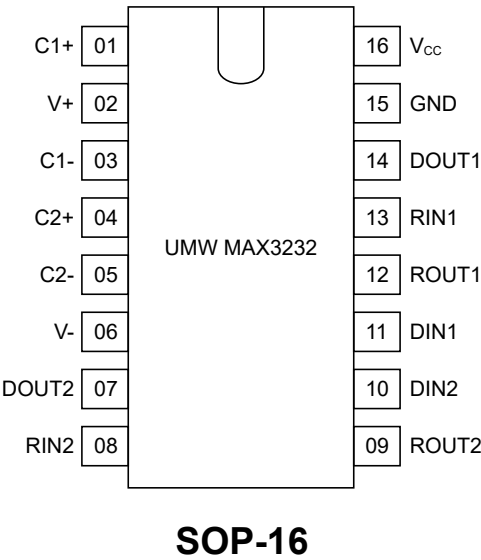 C1+ 01 16 Vcc
V+ 02 15 GND
C1- 03 14 DOUT1
C2+ 04 13 RIN1
UMW MAX3232
C2- 05 12 ROUT1
V- 06 11 DIN1
DOUT2 07 10 DIN2
RIN2 08 09 ROUT2
SOP-16